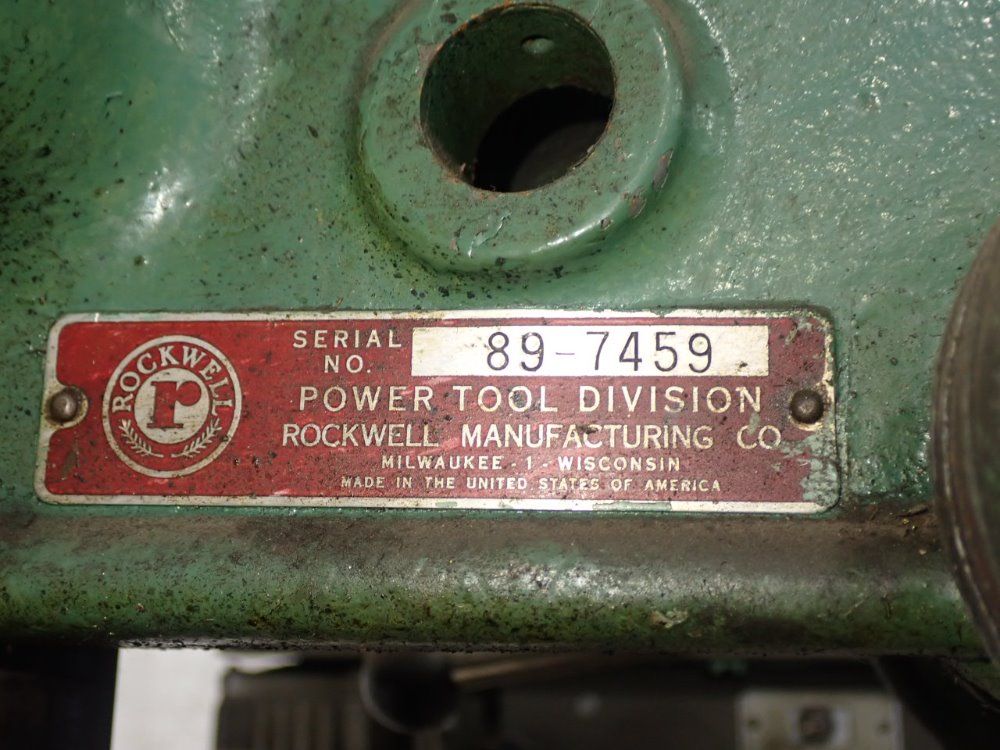 ROCKWELL
r
SERIAL NO. 89-7459
POWER TOOL DIVISION
ROCKWELL MANUFACTURING CO.
MILWAUKEE - 1 - WISCONSIN
MADE IN THE UNITED STATES OF AMERICA